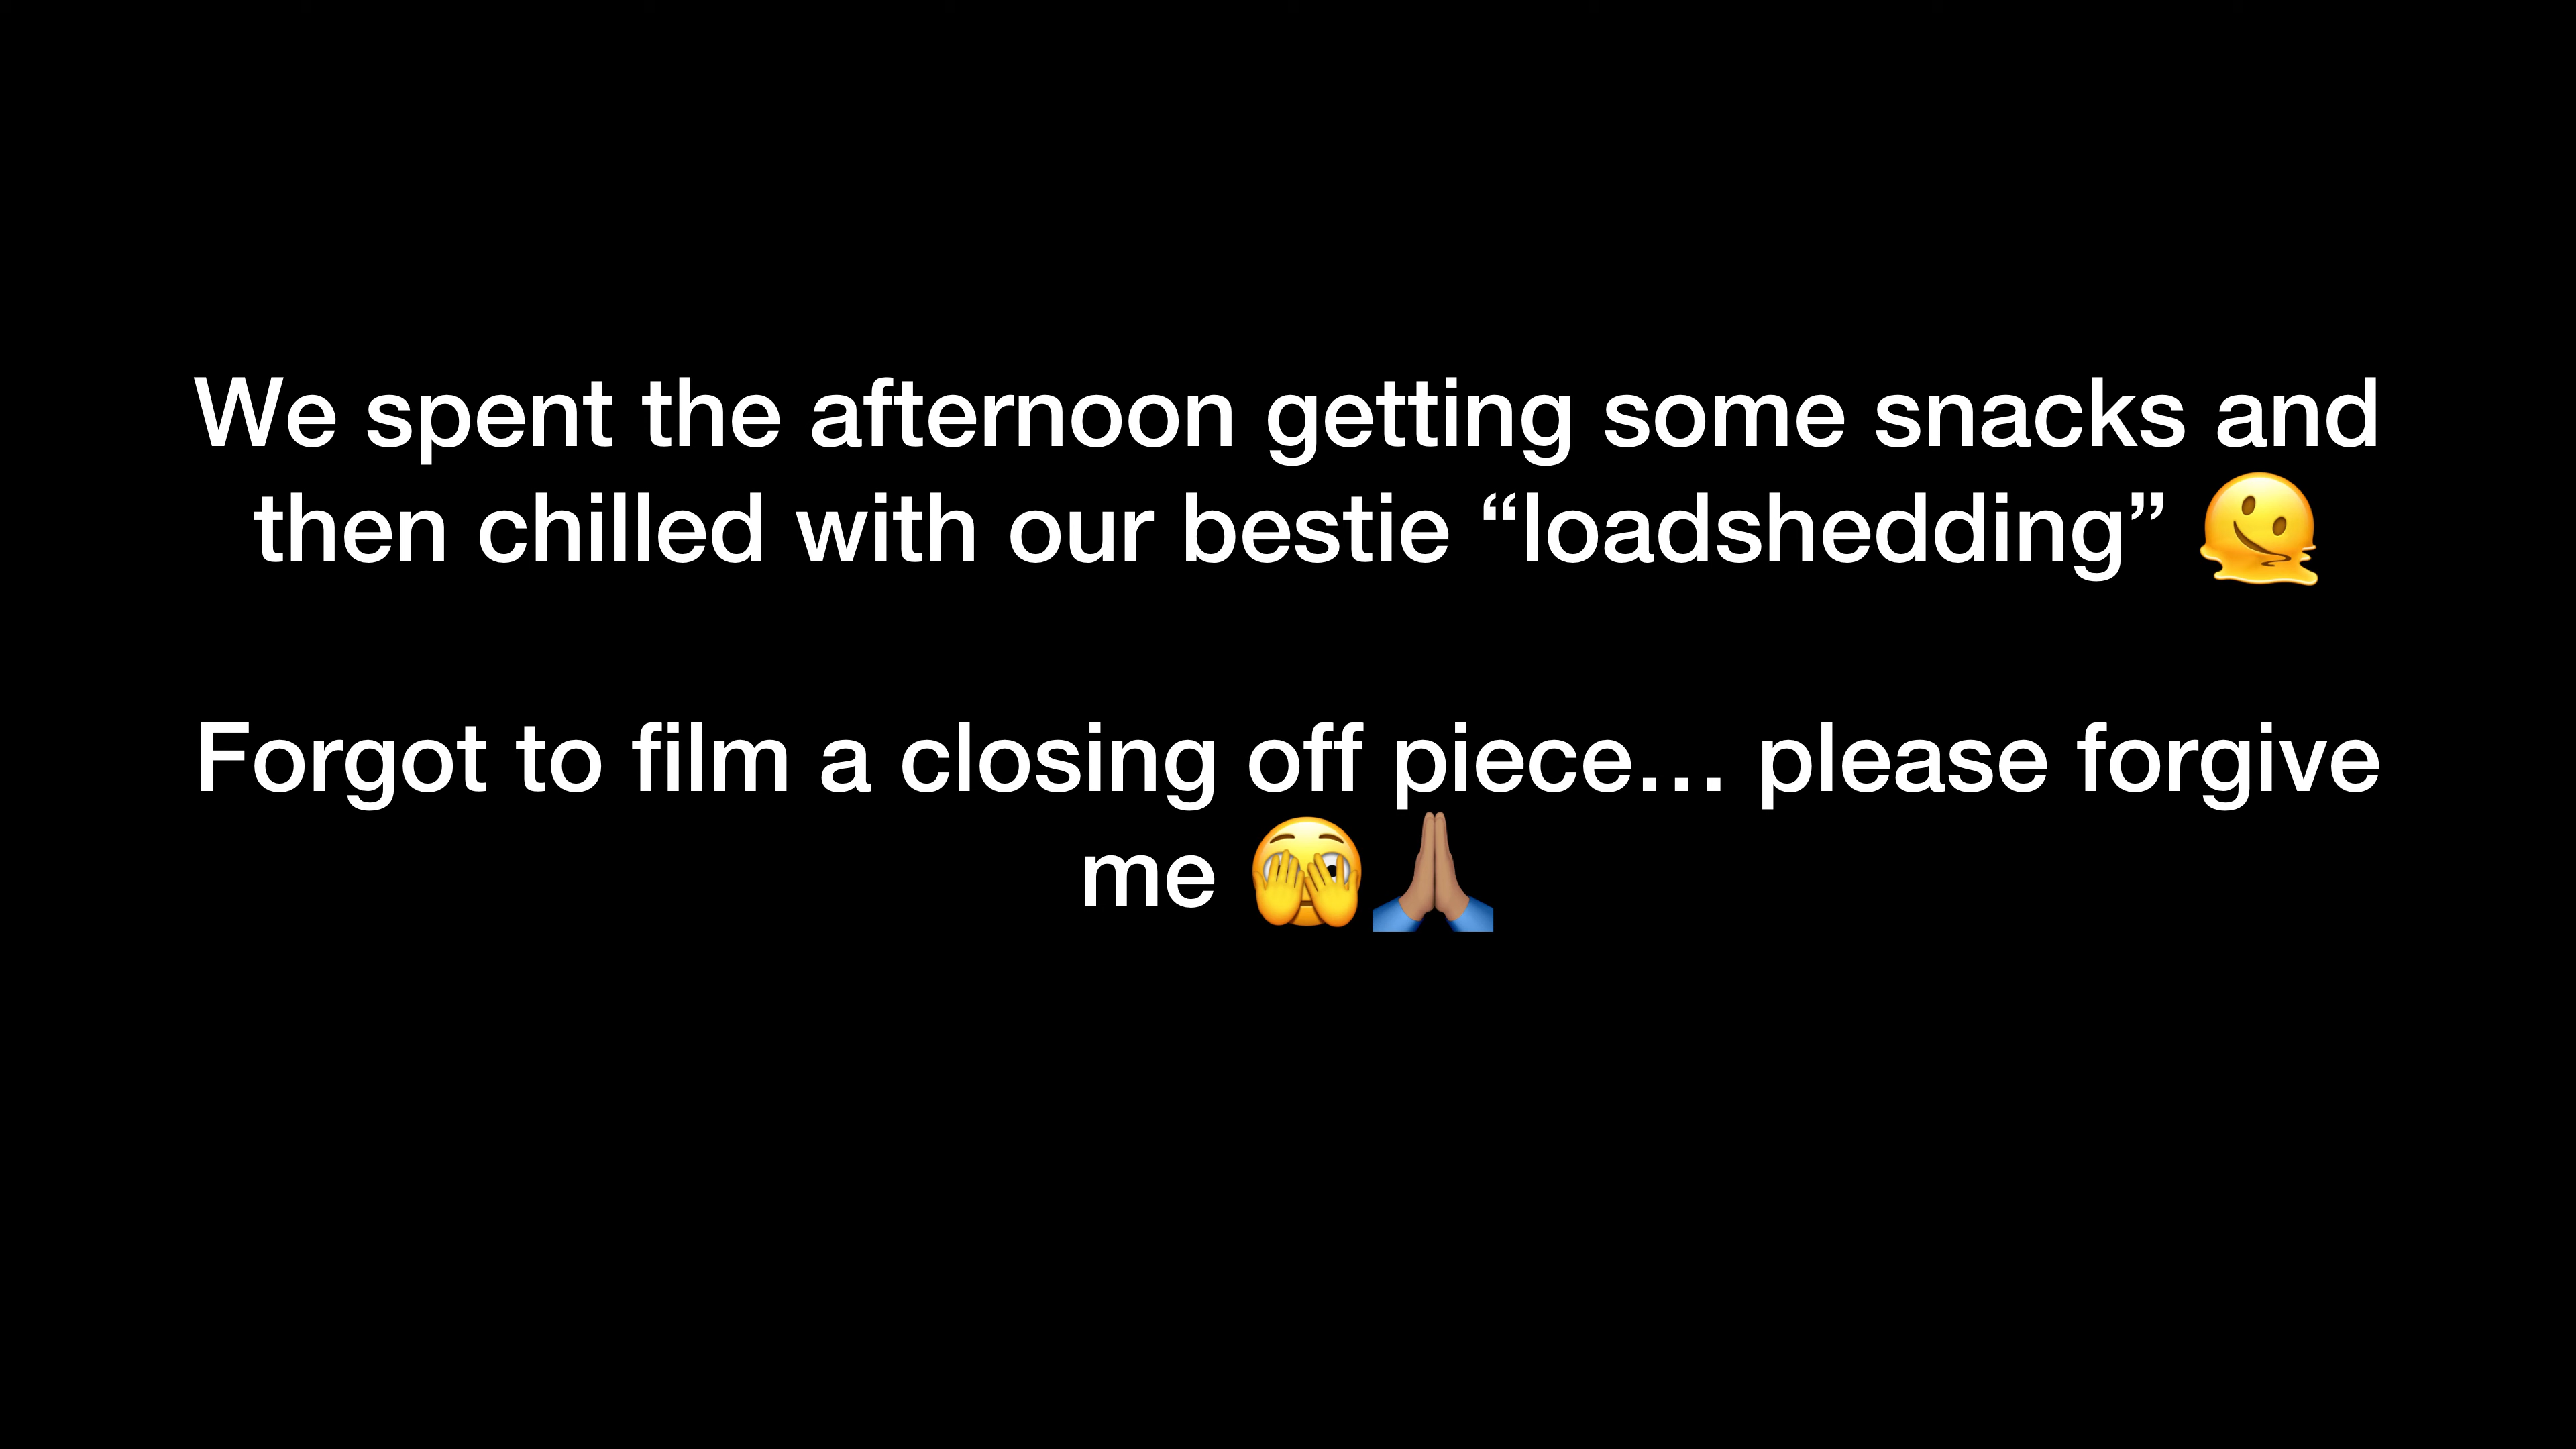 We spent the afternoon getting some snacks and
then chilled with our bestie “loadshedding” 🫠
Forgot to film a closing off piece… please forgive
me 🫣🙏🏽